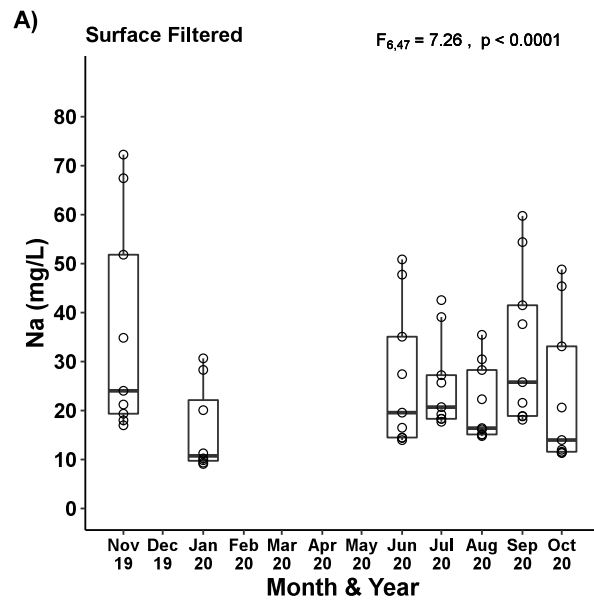 A)
Surface Filtered
F6,47 = 7.26 , p < 0.0001
Na (mg/L)
80
70
60
50
40
30
20
10
0
Nov Dec Jan Feb Mar Apr May Jun Jul Aug Sep Oct
19 19 20 20 20 20 20 20 20 20 20 20
Month & Year